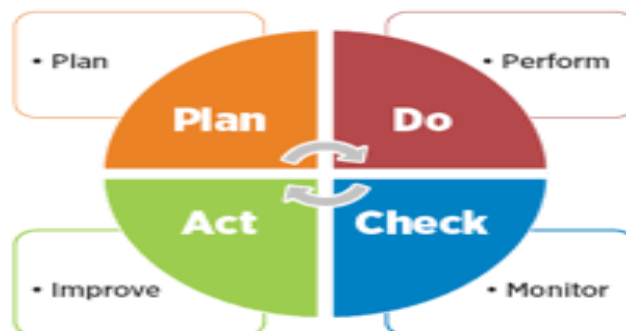 • Plan
• Perform
Plan
Do
Act
Check
• Improve
• Monitor